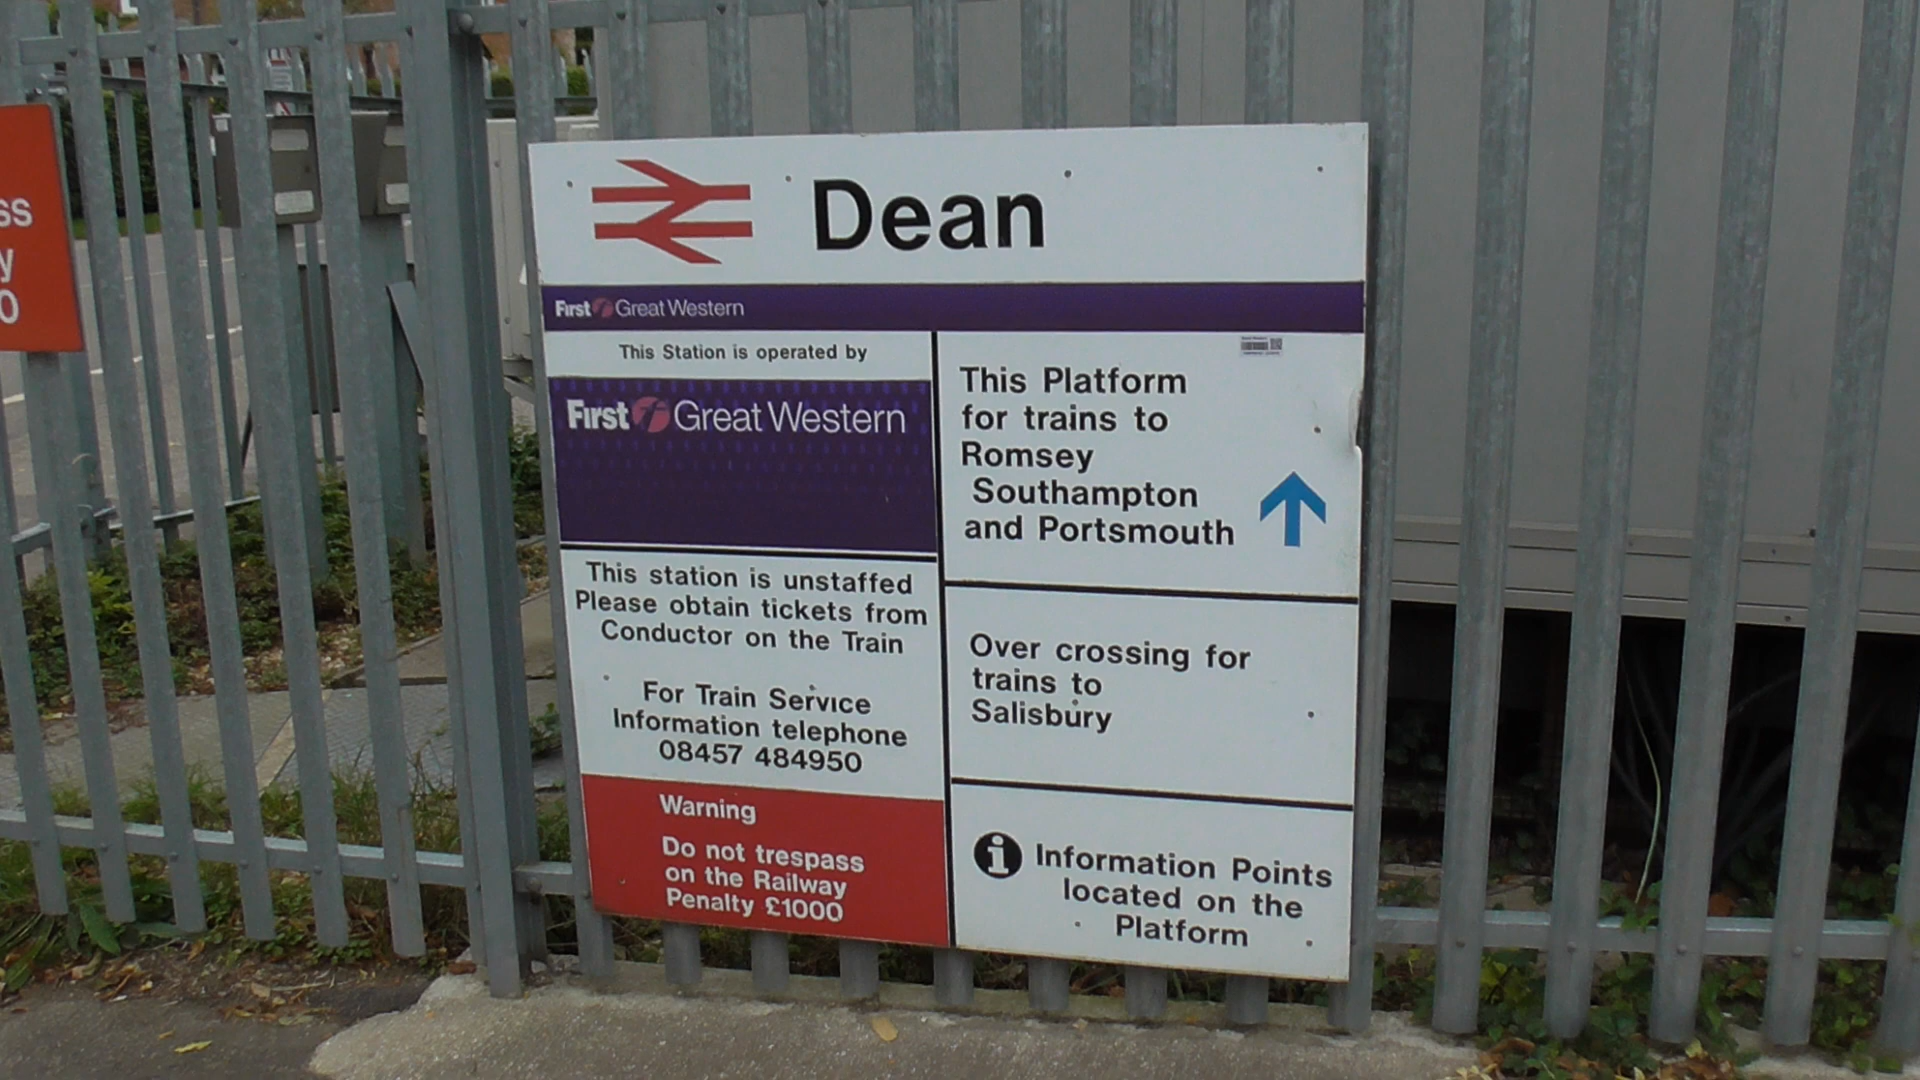 Dean
First Great Western
This Station is operated by
First Great Western
This station is unstaffed
Please obtain tickets from
Conductor on the Train
For Train Service
Information telephone
08457 484950
Warning
Do not trespass
on the Railway
Penalty £1000
This Platform
for trains to
Romsey
Southampton
and Portsmouth
Over crossing for
trains to
Salisbury
i Information Points
located on the
Platform
ss
y
0